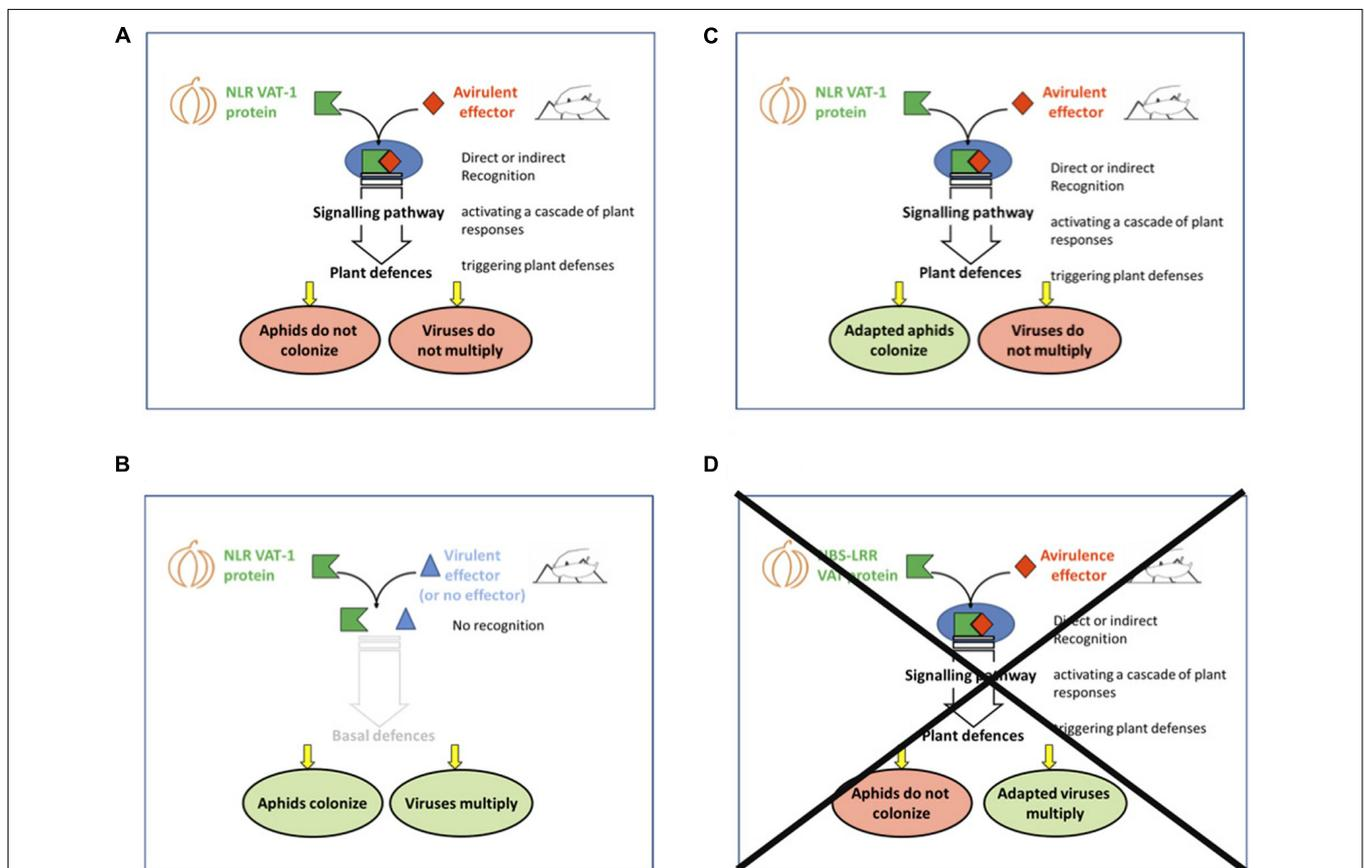 A
NLR VAT-1
protein
Avirulent
effector
Direct or indirect
Recognition
Signalling pathway
activating a cascade of plant
responses
Plant defences
triggering plant defenses
Aphids do not
colonize
Viruses do
not multiply
C
NLR VAT-1
protein
Avirulent
effector
Direct or indirect
Recognition
Signalling pathway
activating a cascade of plant
responses
Plant defences
triggering plant defenses
Adapted aphids
colonize
Viruses do
not multiply
B
NLR VAT-1
protein
Virulent
effector
(or no effector)
No recognition
Basal defences
Aphids colonize
Viruses multiply
D
NBS-LRR
VAT protein
Avirulence
effector
Direct or indirect
Recognition
Signalling pathway
activating a cascade of plant
responses
Plant defences
triggering plant defenses
Aphids do not
colonize
Adapted viruses
multiply